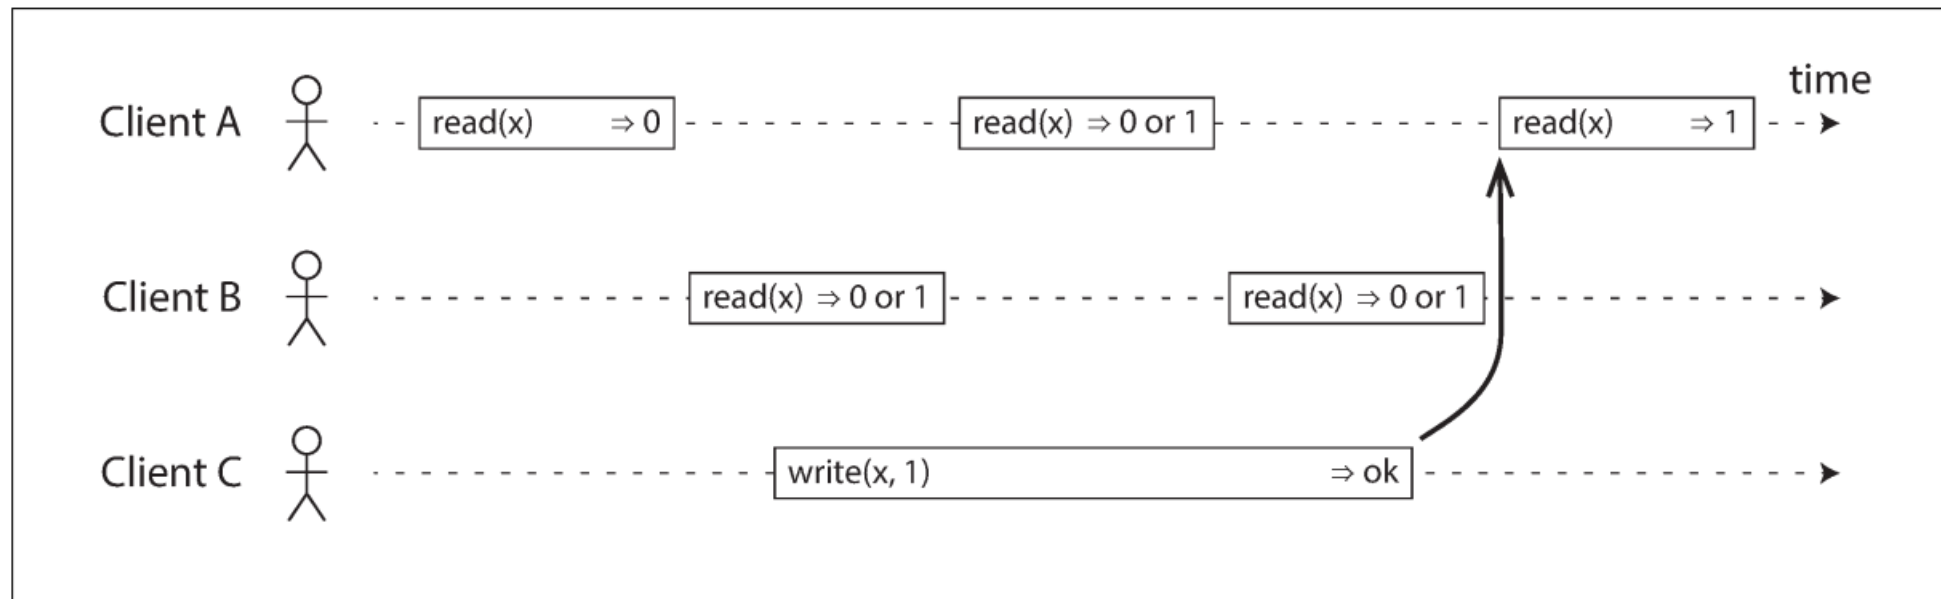 time
Client A
read(x) ⇒ 0
read(x) ⇒ 0 or 1
read(x) ⇒ 1
Client B
read(x) ⇒ 0 or 1
read(x) ⇒ 0 or 1
Client C
write(x, 1) ⇒ ok